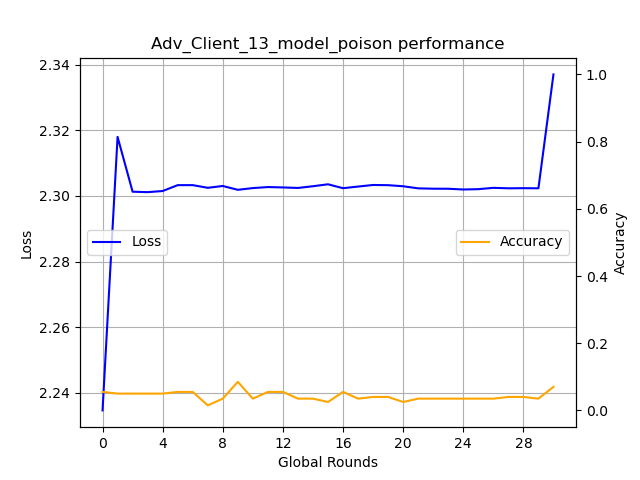 Adv_Client_13_model_poison performance
2.34
2.32
2.30
2.28
2.26
2.24
Loss
1.0
0.8
0.6
0.4
0.2
0.0
Accuracy
Loss
Accuracy
0 4 8 12 16 20 24 28
Global Rounds